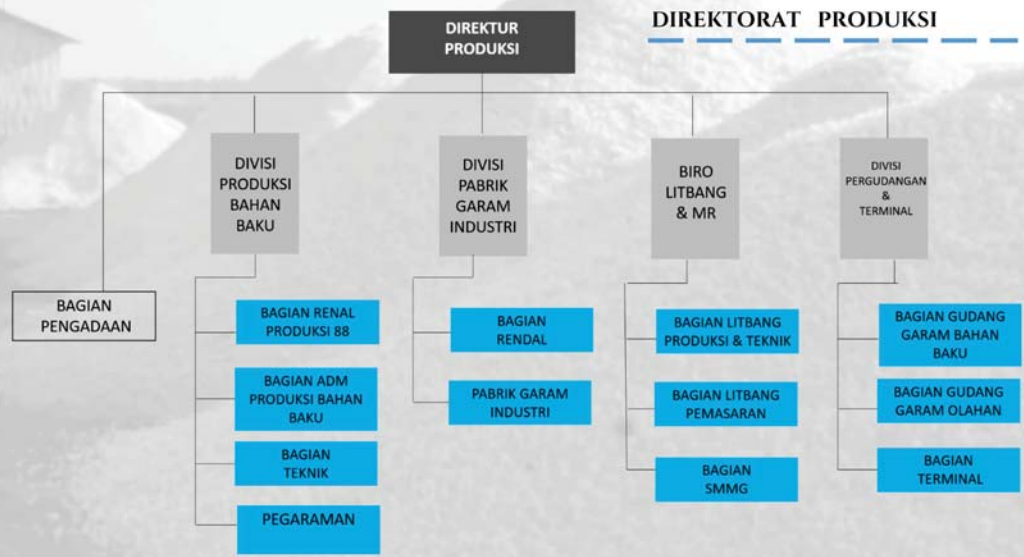 DIREKTORAT PRODUKSI
DIREKTUR
PRODUKSI
BAGIAN
PENGADAAN
DIVISI
PRODUKSI
BAHAN
BAKU
BAGIAN RENAL
PRODUKSI 88
BAGIAN ADM
PRODUKSI BAHAN
BAKU
BAGIAN
TEKNIK
PEGARAMAN
DIVISI
PABRIK
GARAM
INDUSTRI
BAGIAN
RENDAL
PABRIK GARAM
INDUSTRI
BIRO
LITBANG
& MR
BAGIAN LITBANG
PRODUKSI & TEKNIK
BAGIAN LITBANG
PEMASARAN
BAGIAN
SMMG
DIVISI
PERGUDANGAN
&
TERMINAL
BAGIAN GUDANG
GARAM BAHAN
BAKU
BAGIAN GUDANG
GARAM OLAHAN
BAGIAN
TERMINAL